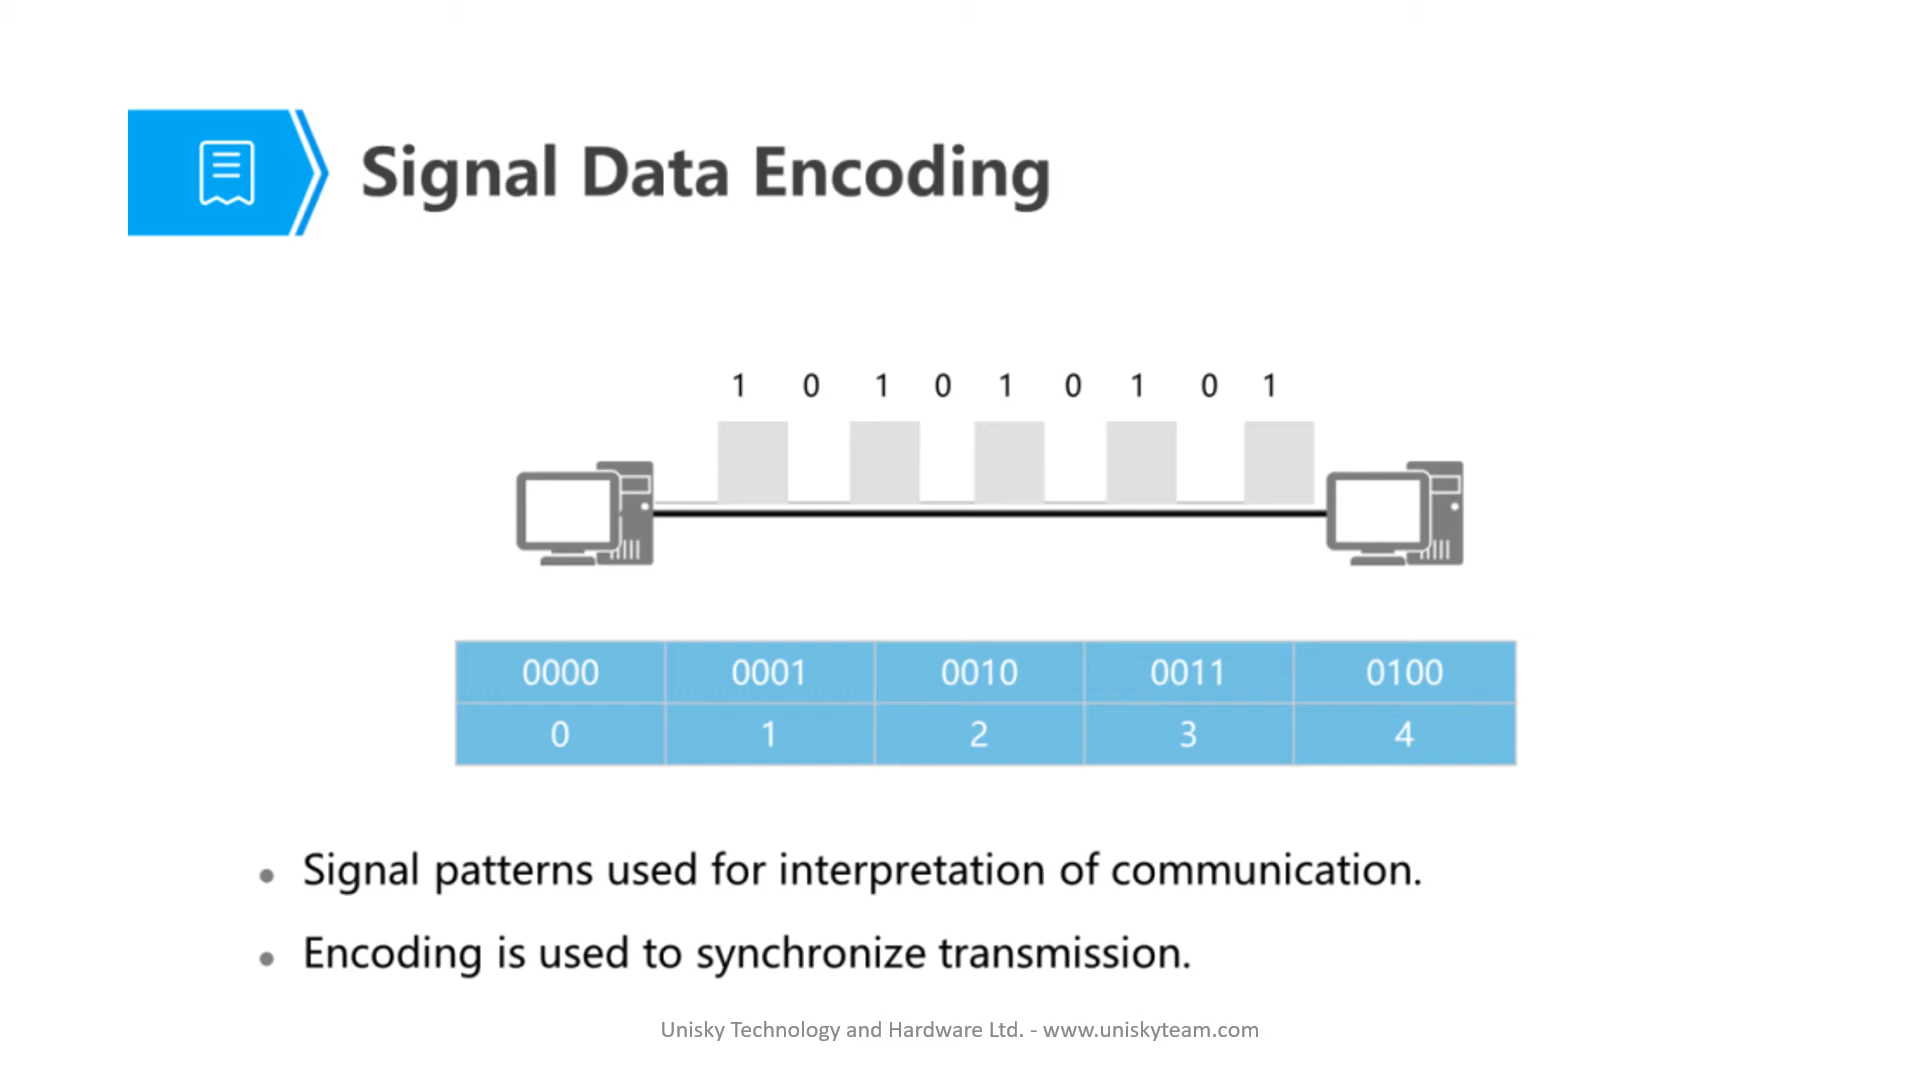 Signal Data Encoding
1 0 1 0 1 0 1 0 1
0000 0001 0010 0011 0100
0 1 2 3 4
Signal patterns used for interpretation of communication.
Encoding is used to synchronize transmission.
Unisky Technology and Hardware Ltd. - www.uniskyteam.com